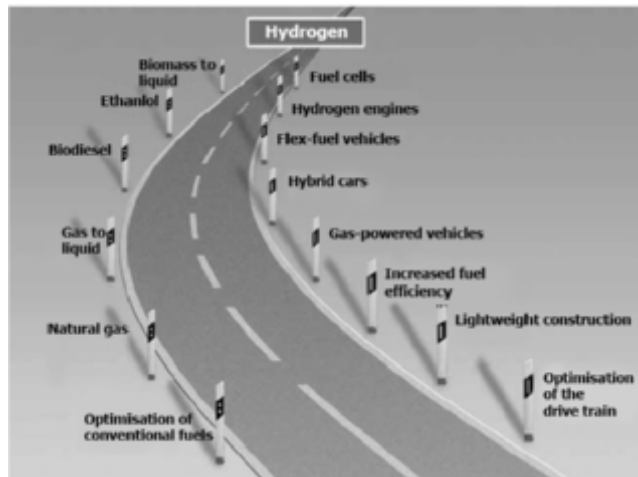 Hydrogen
Biomass to
liquid
Fuel cells
Ethanlol
Hydrogen engines
Flex-fuel vehicles
Biodiesel
Hybrid cars
Gas to
liquid
Gas-powered vehicles
Increased fuel
efficiency
Natural gas
Lightweight construction
Optimisation of
conventional fuels
Optimisation
of the
drive train